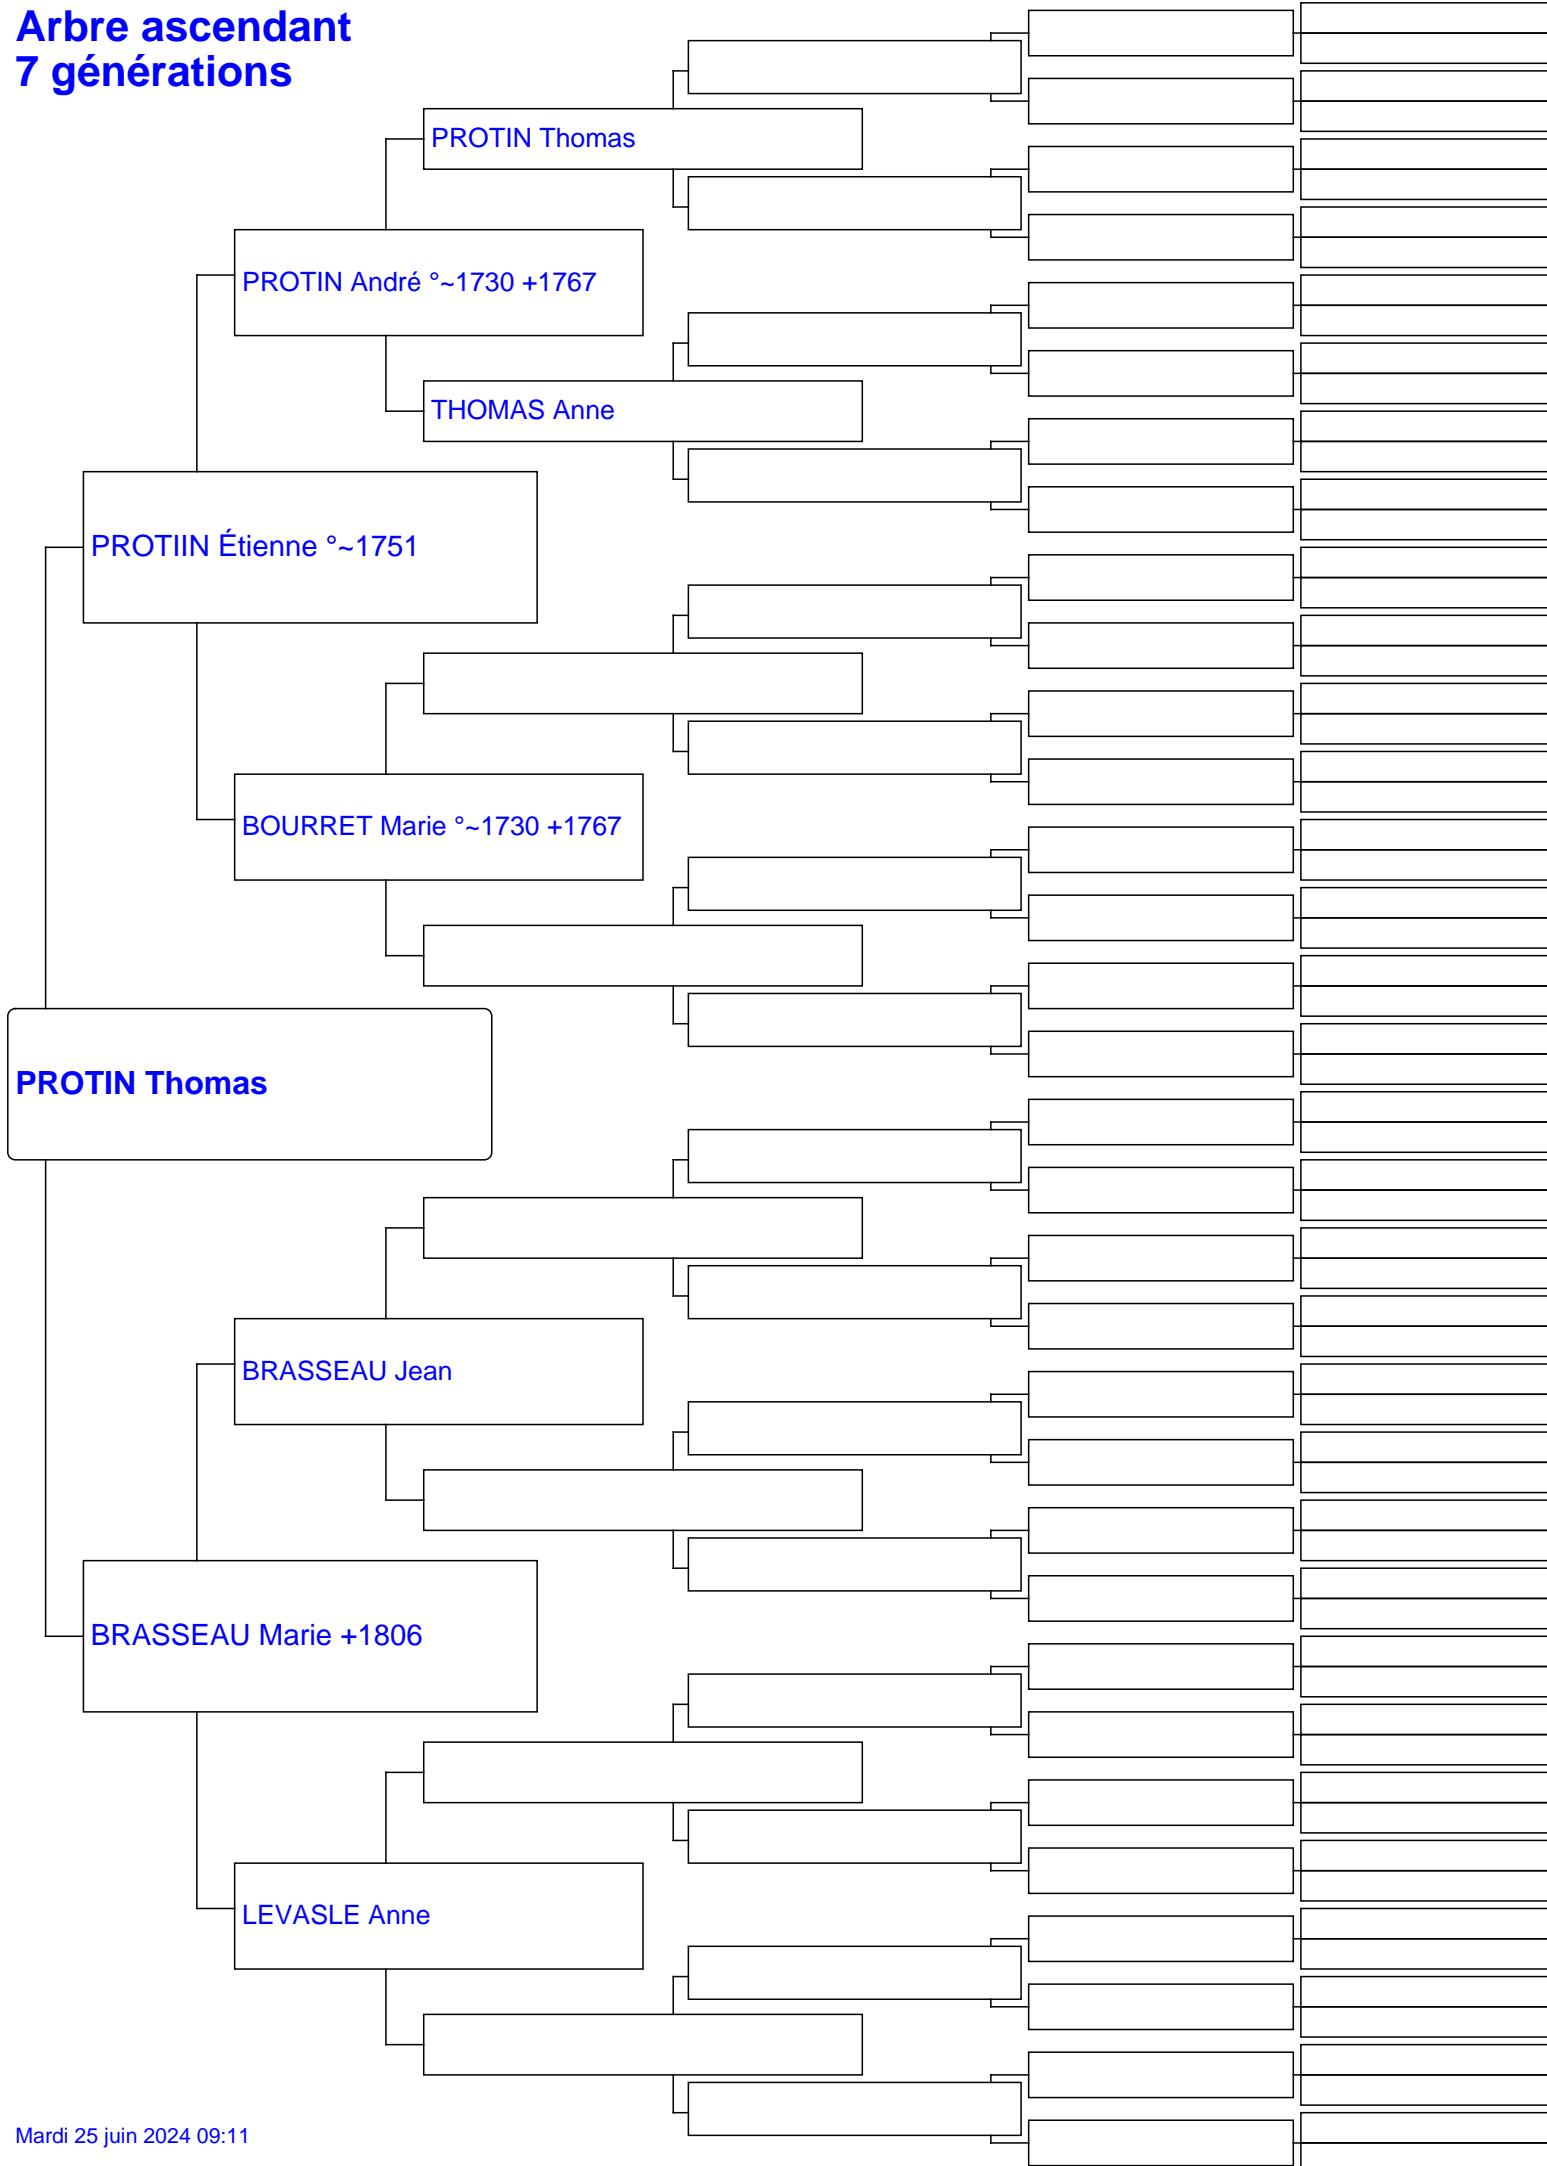 Arbre ascendant
7 générations
PROTIN Thomas
PROTIN André °~1730 +1767
THOMAS Anne
PROTIIN Étienne °~1751
BOURRET Marie °~1730 +1767
PROTIN Thomas
BRASSEAU Jean
BRASSEAU Marie +1806
LEVASLE Anne
Mardi 25 juin 2024 09:11